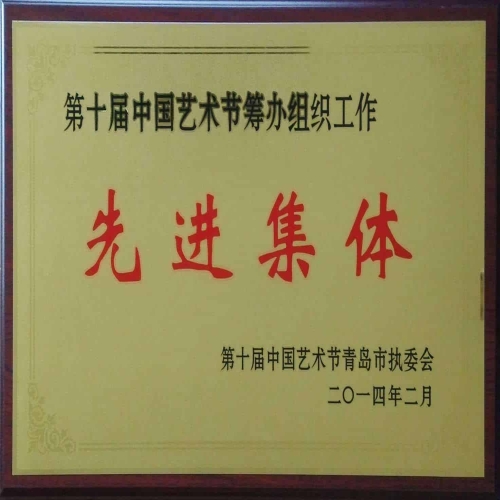 第十届中国艺术节筹办组织工作
先进集体
第十届中国艺术节青岛市执委会
二〇一四年二月